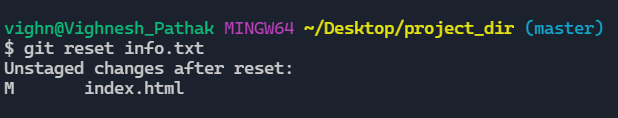 vighn@Vighnesh_Pathak MINGW64 ~/Desktop/project_dir (master)
$ git reset info.txt
Unstaged changes after reset:
M       index.html